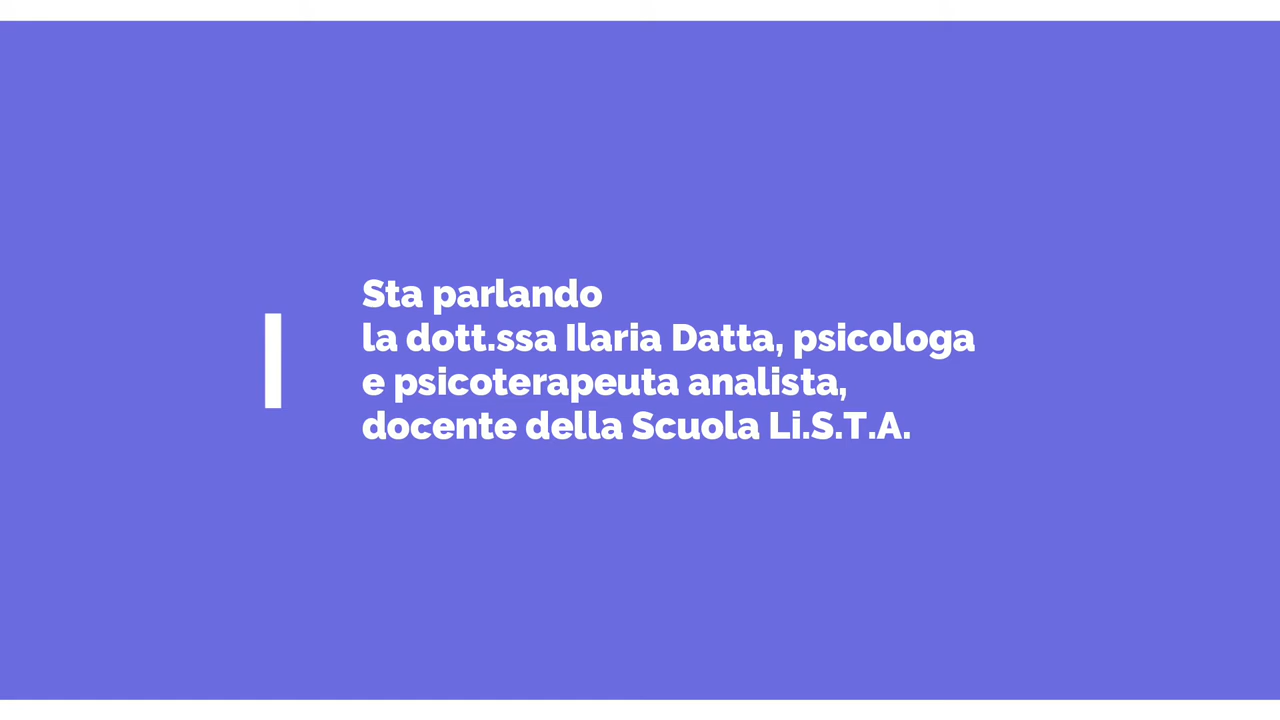 Sta parlando
la dott.ssa Ilaria Datta, psicologa
e psicoterapeuta analista,
docente della Scuola Li.S.T.A.